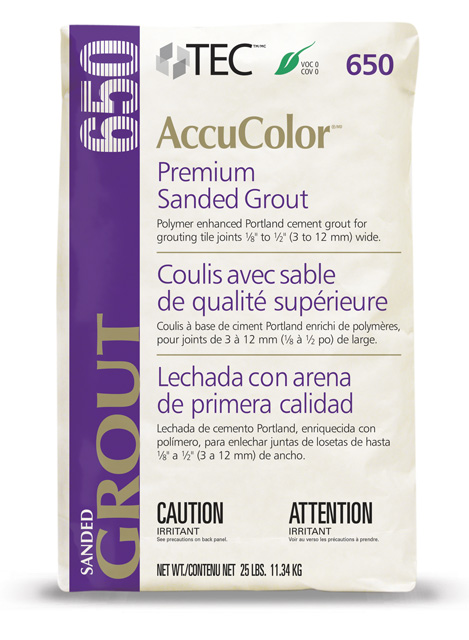 650
TEC TM/MC
VOC 0
COV 0
650
AccuColor
Premium
Sanded Grout
Polymer enhanced Portland cement grout for
grouting tile joints ⅛" to ½" (3 to 12 mm) wide.
Coulis avec sable
de qualité supérieure
Coulis à base de ciment Portland enrichi de polymères,
pour joints de 3 à 12 mm (⅛ à ½ po) de large.
Lechada con arena
de primera calidad
Lechada de cemento Portland, enriquecida con
polímero, para enlechar juntas de losetas de hasta
⅛" a ½" (3 a 12 mm) de ancho.
SANDED
GROUT
CAUTION
IRRITANT
See precautions on back panel.
ATTENTION
IRRITANT
Voir au verso les précautions à prendre.
NET WT./CONTENU NET 25 LBS. 11.34 KG